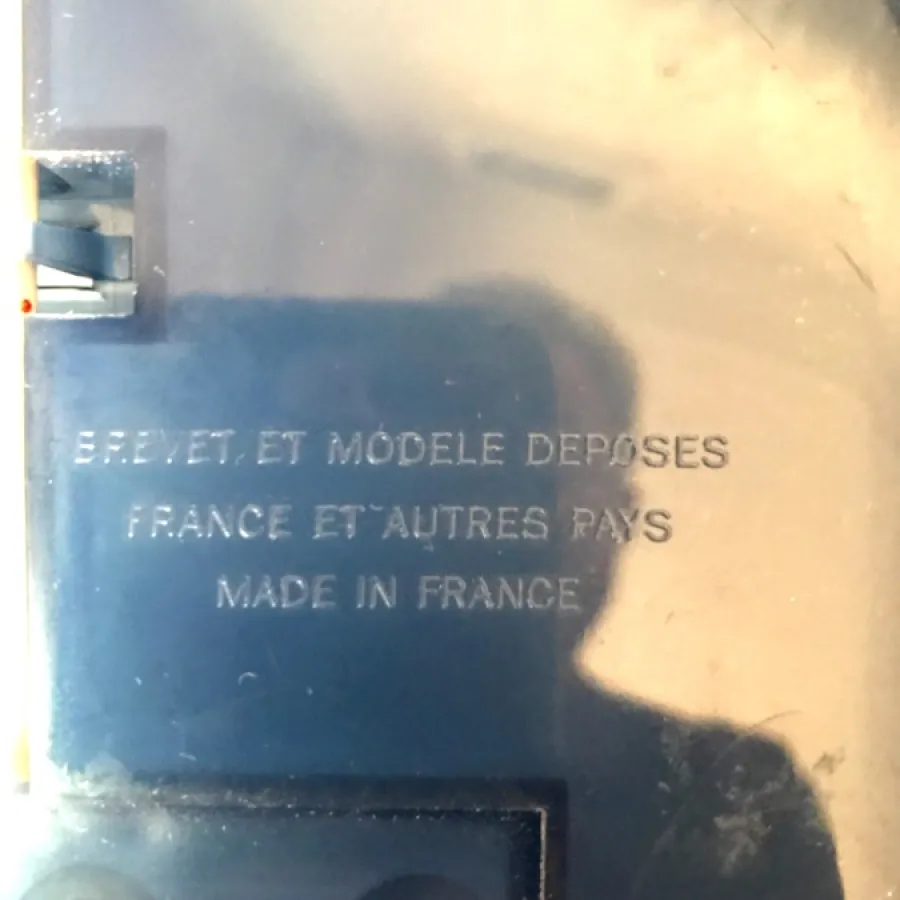 BREVET ET MODELE DEPOSES
FRANCE ET AUTRES PAYS
MADE IN FRANCE